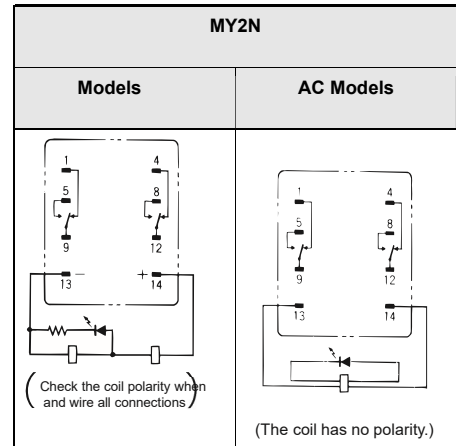 MY2N
Models
AC Models
1 4
5 8
9 12
– +
13 14
( Check the coil polarity when
and wire all connections )
1 4
5 8
9 12
13 14
(The coil has no polarity.)